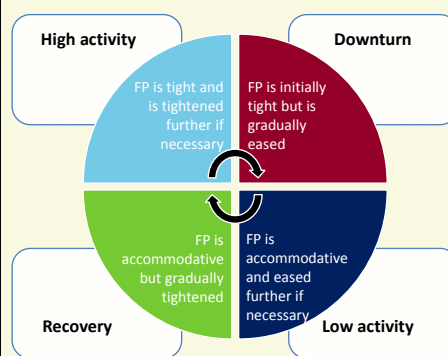 High activity
Downturn
FP is tight and
is tightened
further if
necessary
FP is initially
tight but is
gradually
eased
FP is
accommodative
but gradually
tightened
FP is
accommodative
and eased
further if
necessary
Recovery
Low activity